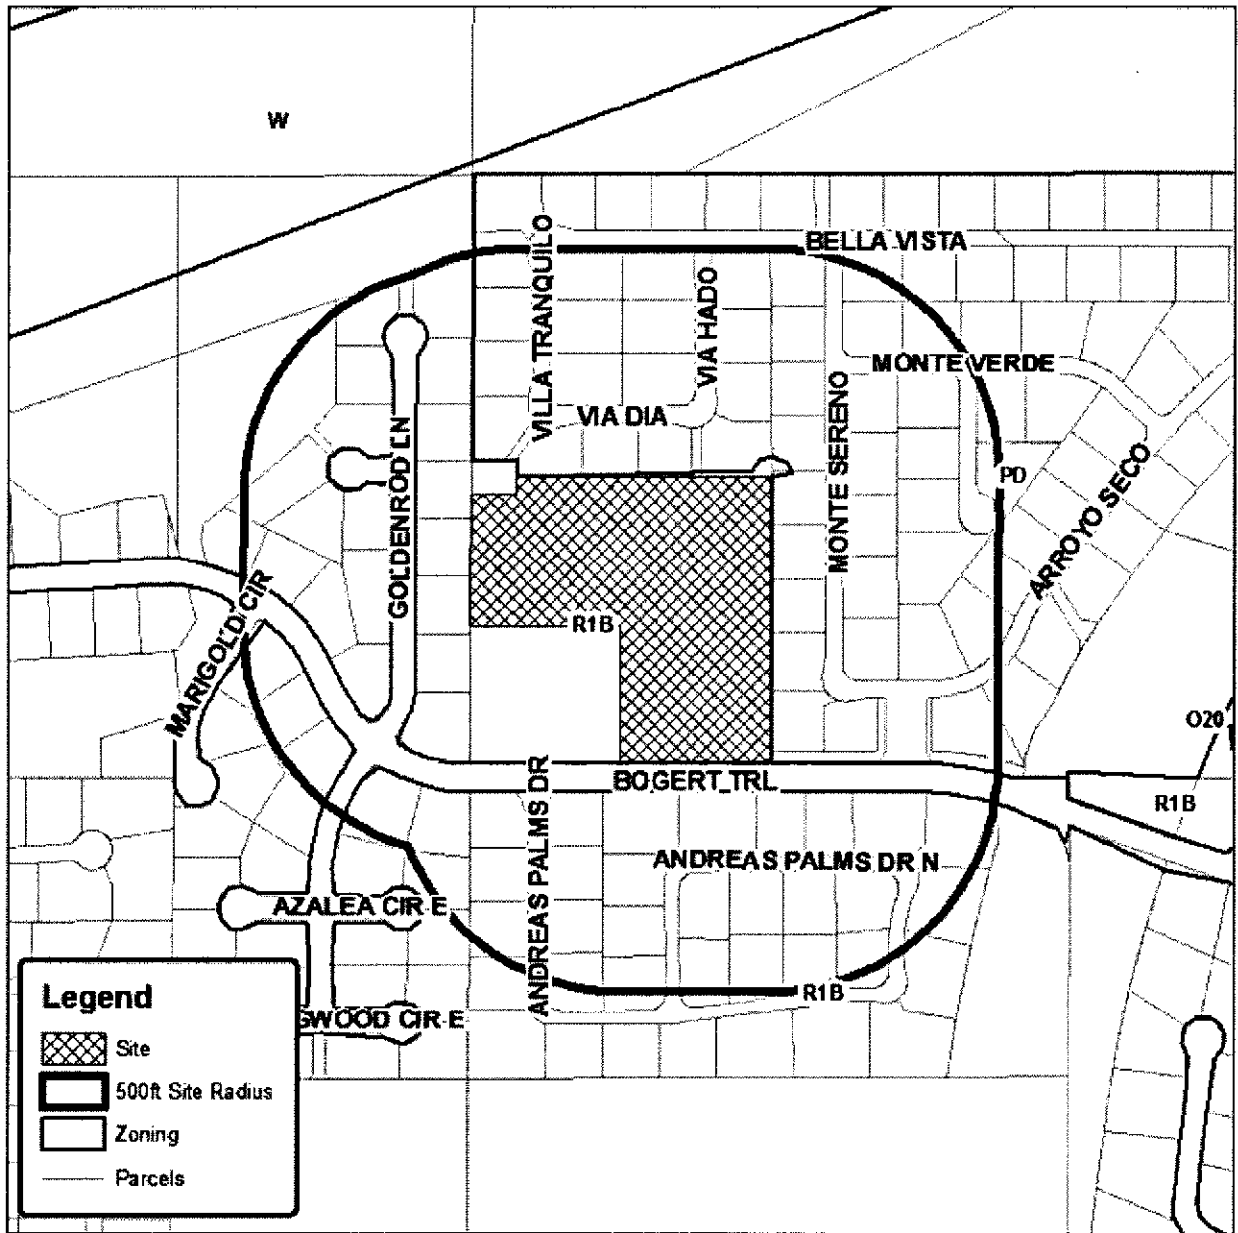 W
BELLA VISTA
VILLA TRANQUILO
VIA HADO
MONTE VERDE
VIA DIA
MONTE SERENO
GOLDENROD LN
PD
ARROYO SECO
MARIGOLD CIR
R1B
O20
BOGERT TRL
R1B
ANDREAS PALMS DR
ANDREAS PALMS DR N
AZALEA CIR E
R1B
GWOOD CIR E
Legend
Site
500ft Site Radius
Zoning
Parcels